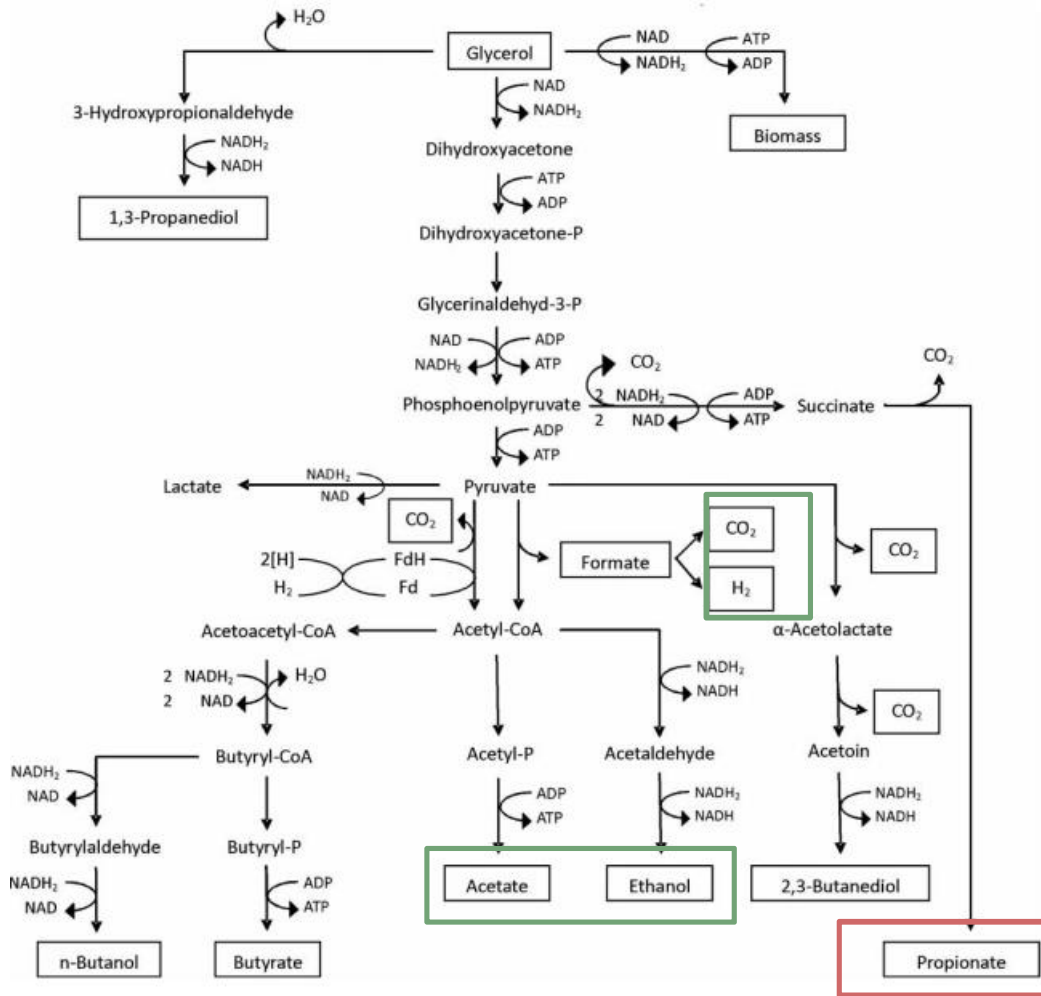 H₂O
Glycerol
NAD
NADH₂
ATP
ADP
Biomass
3-Hydroxypropionaldehyde
NADH₂
NADH
1,3-Propanediol
NAD
NADH₂
Dihydroxyacetone
ATP
ADP
Dihydroxyacetone-P
Glycerinaldehyd-3-P
NAD
NADH₂
ADP
ATP
Phosphoenolpyruvate
CO₂
2 NADH₂
2 NAD
ADP
ATP
Succinate
CO₂
ADP
ATP
Lactate
NADH₂
NAD
Pyruvate
CO₂
2[H]
H₂
FdH
Fd
Formate
CO₂
H₂
CO₂
Acetoacetyl-CoA
Acetyl-CoA
α-Acetolactate
2 NADH₂
2 NAD
H₂O
NADH₂
NADH
CO₂
Butyryl-CoA
Acetyl-P
Acetaldehyde
Acetoin
NADH₂
NAD
ADP
ATP
NADH₂
NADH
NADH₂
NADH
Butyrylaldehyde
Butyryl-P
Acetate
Ethanol
2,3-Butanediol
NADH₂
NAD
ADP
ATP
n-Butanol
Butyrate
Propionate